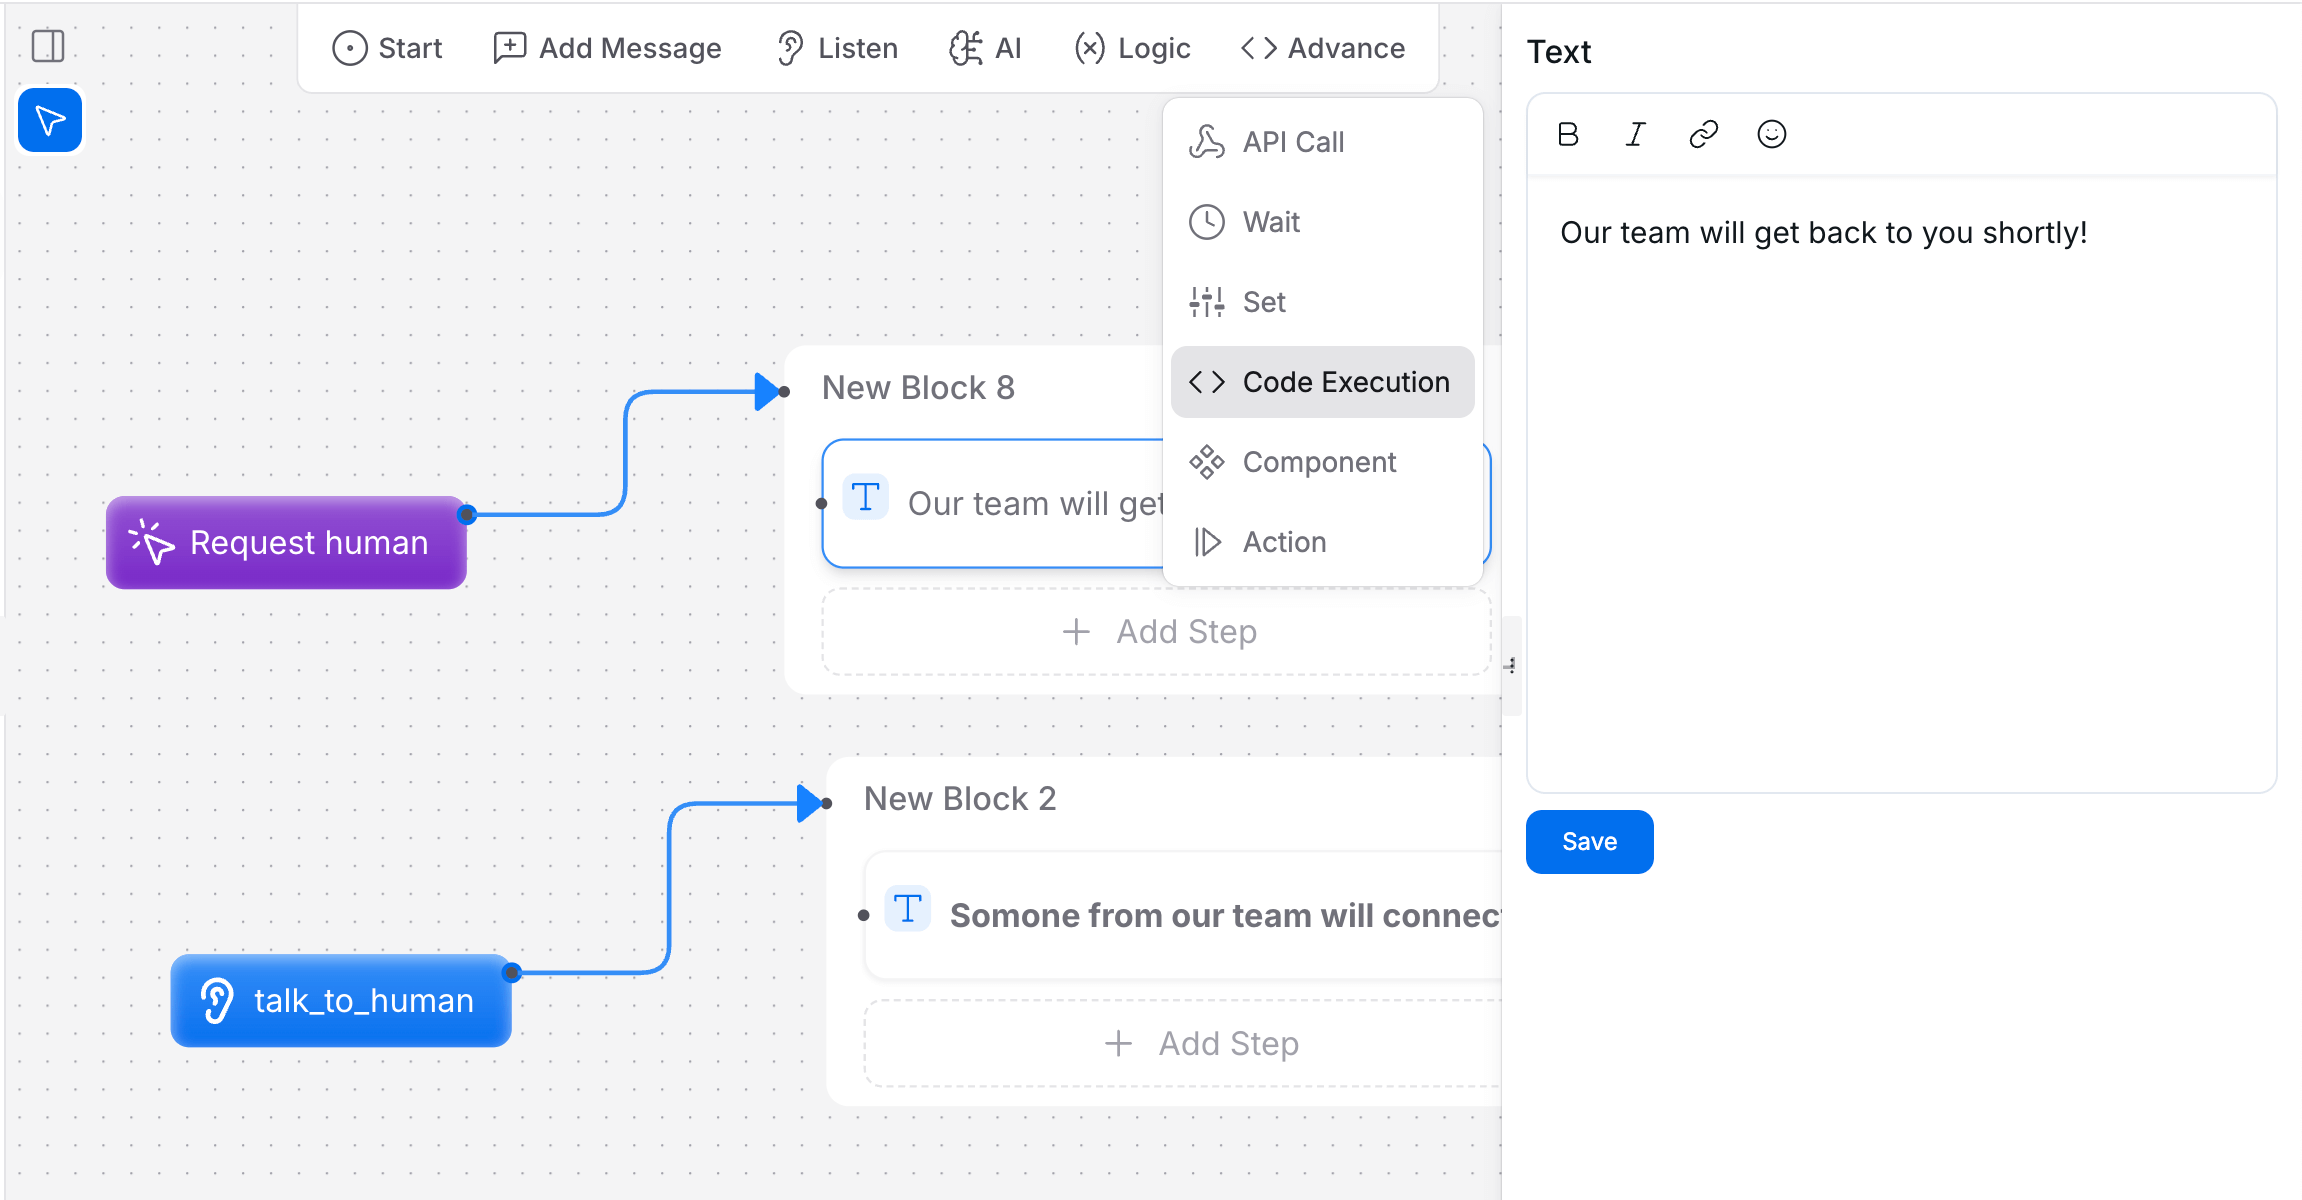 Start
Add Message
Listen
AI
Logic
Advance
API Call
Wait
Set
Code Execution
Component
Action
New Block 8
Our team will get
Add Step
Request human
New Block 2
Somone from our team will connect
Add Step
talk_to_human
Text
Our team will get back to you shortly!
Save